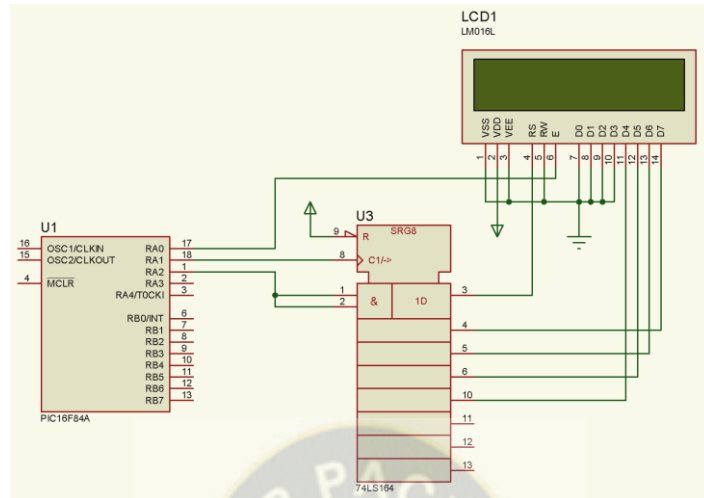 LCD1
LM016L
VSS
VDD
VEE
RS
RW
E
D0
D1
D2
D3
D4
D5
D6
D7
1
2
3
4
5
6
7
8
9
10
11
12
13
14
U1
16 OSC1/CLKIN RA0 17
15 OSC2/CLKOUT RA1 18
RA2 1
4 MCLR RA3 2
RA4/T0CKI 3
RB0/INT 6
RB1 7
RB2 8
RB3 9
RB4 10
RB5 11
RB6 12
RB7 13
PIC16F84A
U3
9 R SRG8
8 C1/->
1 & 1D 3
2
4
5
6
10
11
12
13
74LS164